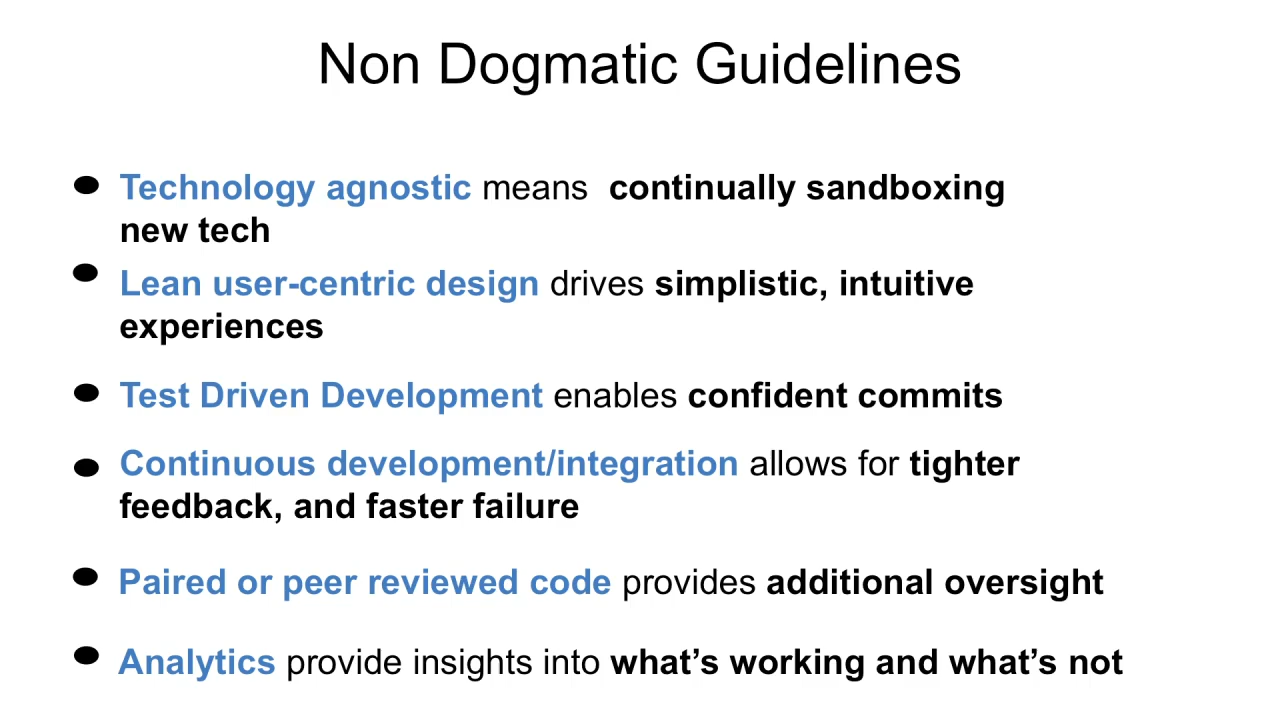 Non Dogmatic Guidelines
Technology agnostic means  continually sandboxing
new tech
Lean user-centric design drives simplistic, intuitive
experiences
Test Driven Development enables confident commits
Continuous development/integration allows for tighter
feedback, and faster failure
Paired or peer reviewed code provides additional oversight
Analytics provide insights into what’s working and what’s not